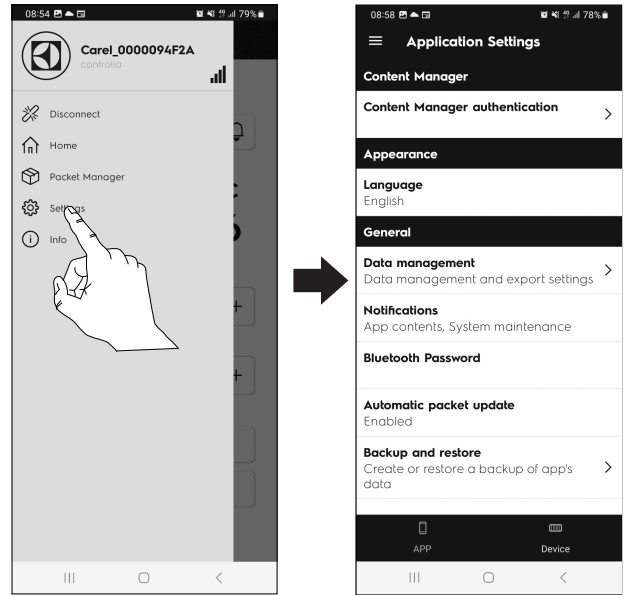 08:54
79%
Carel_0000094F2A
controlla
Disconnect
Home
Packet Manager
Settings
Info
08:58
78%
Application Settings
Content Manager
Content Manager authentication
Appearance
Language
English
General
Data management
Data management and export settings
Notifications
App contents, System maintenance
Bluetooth Password
Automatic packet update
Enabled
Backup and restore
Create or restore a backup of app's
data
APP
Device